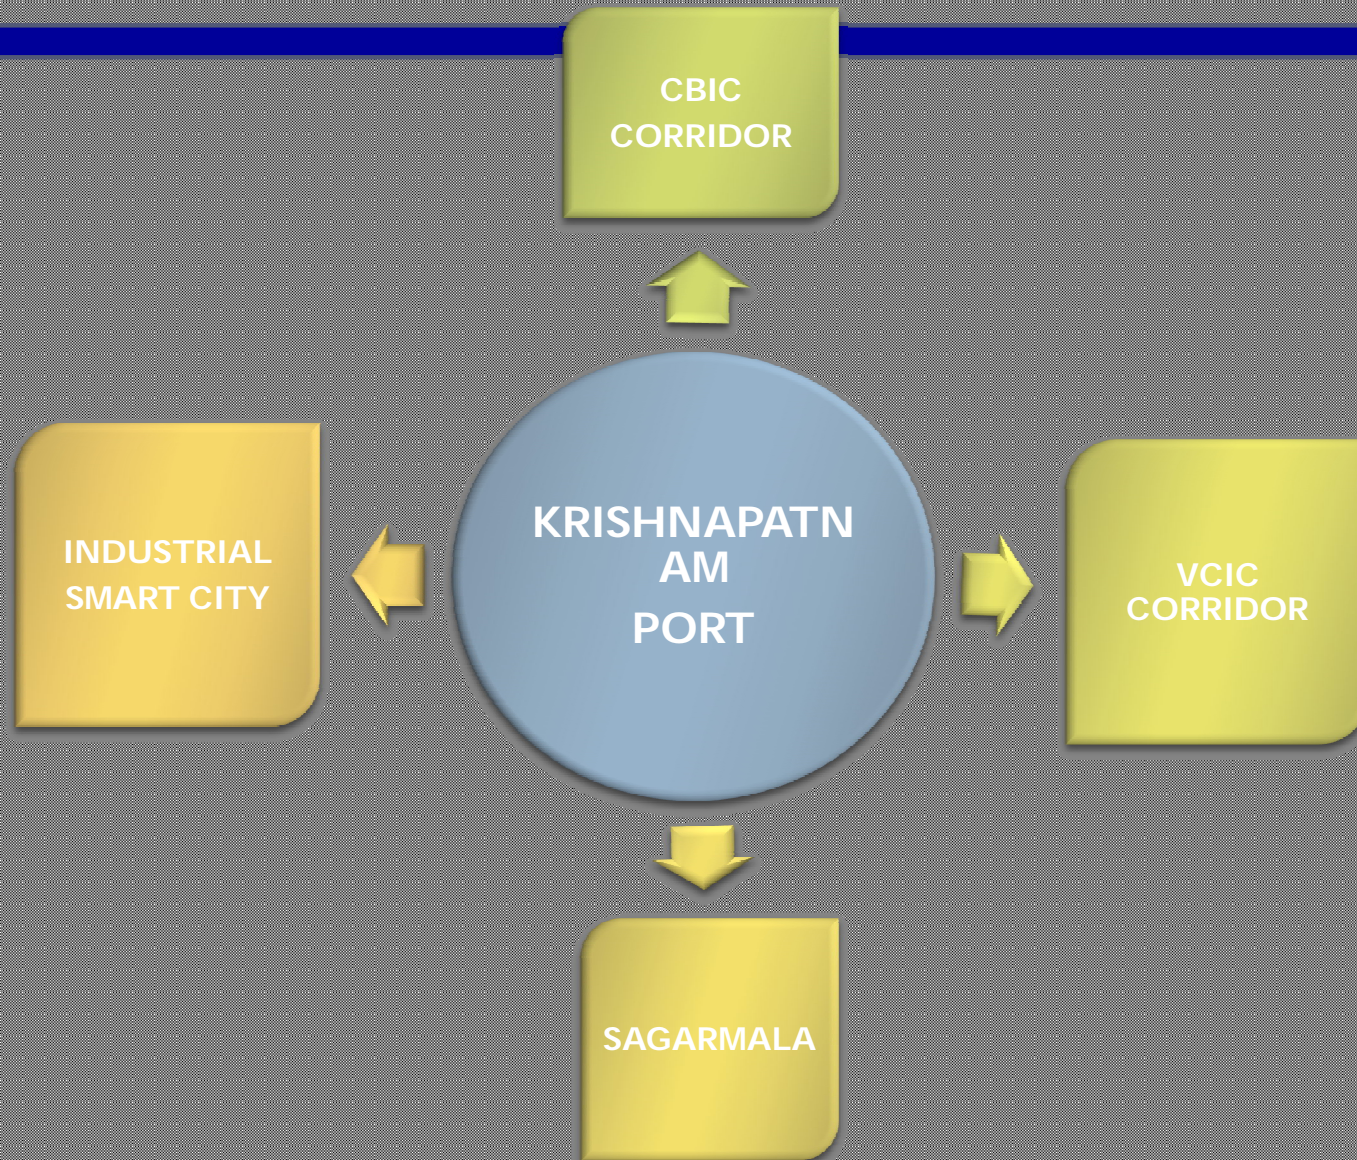 CBIC
CORRIDOR
KRISHNAPATN
AM
PORT
INDUSTRIAL
SMART CITY
VCIC
CORRIDOR
SAGARMALA